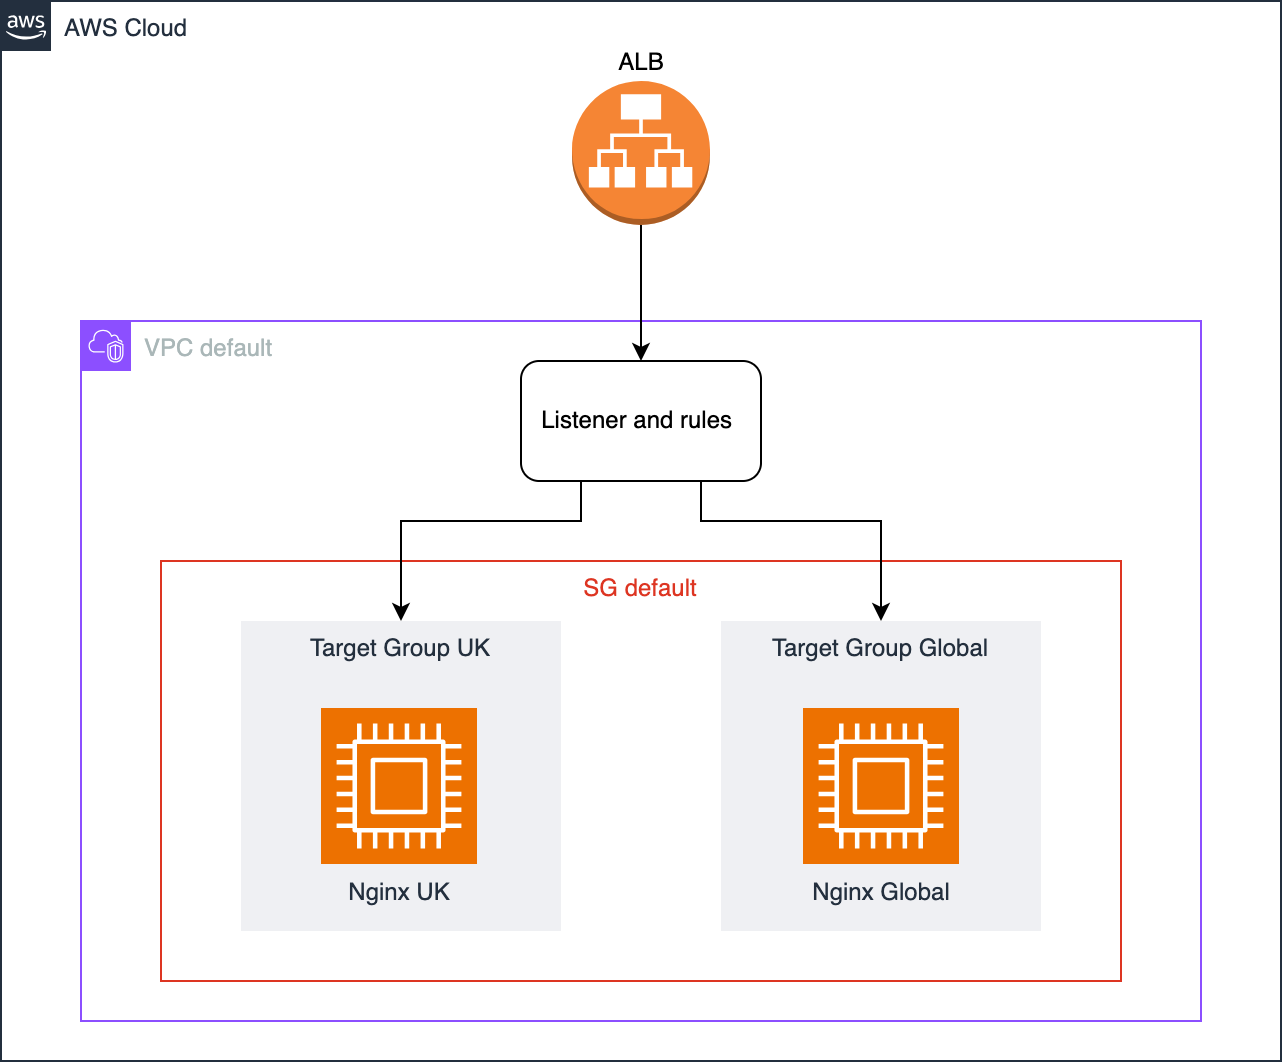 aws
AWS Cloud
ALB
VPC default
Listener and rules
SG default
Target Group UK
Target Group Global
Nginx UK
Nginx Global